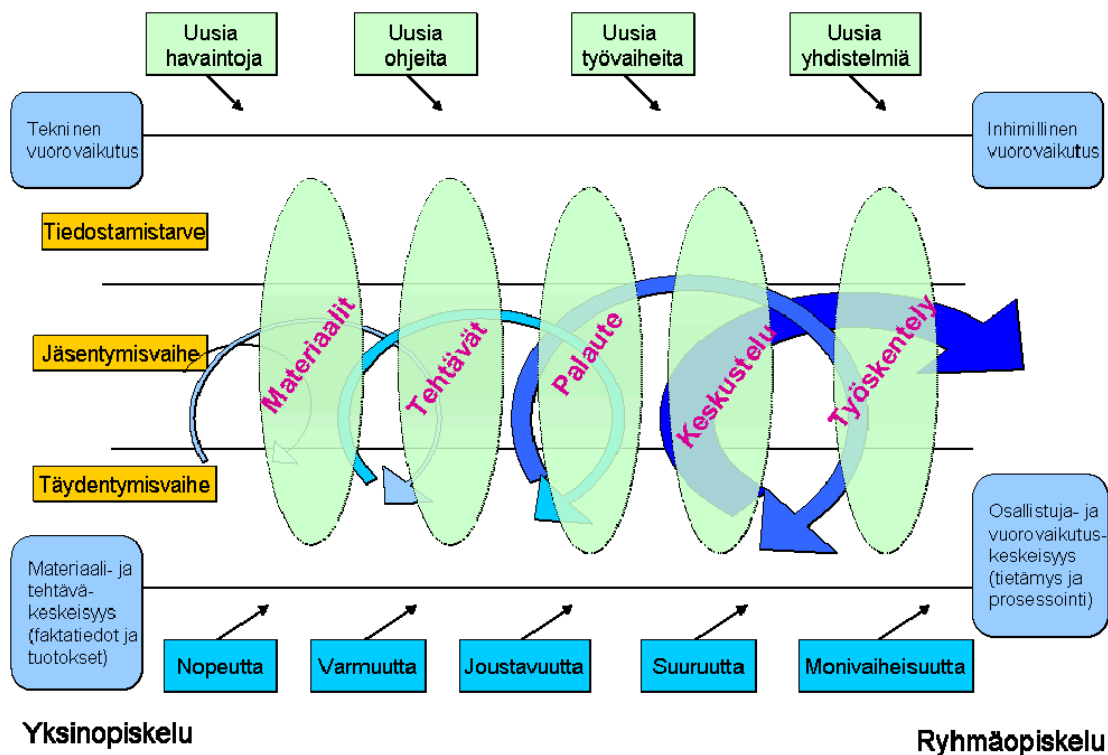 Uusia
havaintoja
Uusia
ohjeita
Uusia
työvaiheita
Uusia
yhdistelmiä
Tekninen
vuorovaikutus
Inhimillinen
vuorovaikutus
Tiedostamistarve
Jäsentymisvaihe
Täydentymisvaihe
Materiaalit
Tehtävät
Palaute
Keskustelu
Työskentely
Materiaali- ja
tehtävä-
keskeisyys
(faktatiedot ja
tuotokset)
Osallistuja- ja
vuorovaikutus-
keskeisyys
(tietämys ja
prosessointi)
Nopeutta
Varmuutta
Joustavuutta
Suuruutta
Monivaiheisuutta
Yksinopiskelu
Ryhmäopiskelu